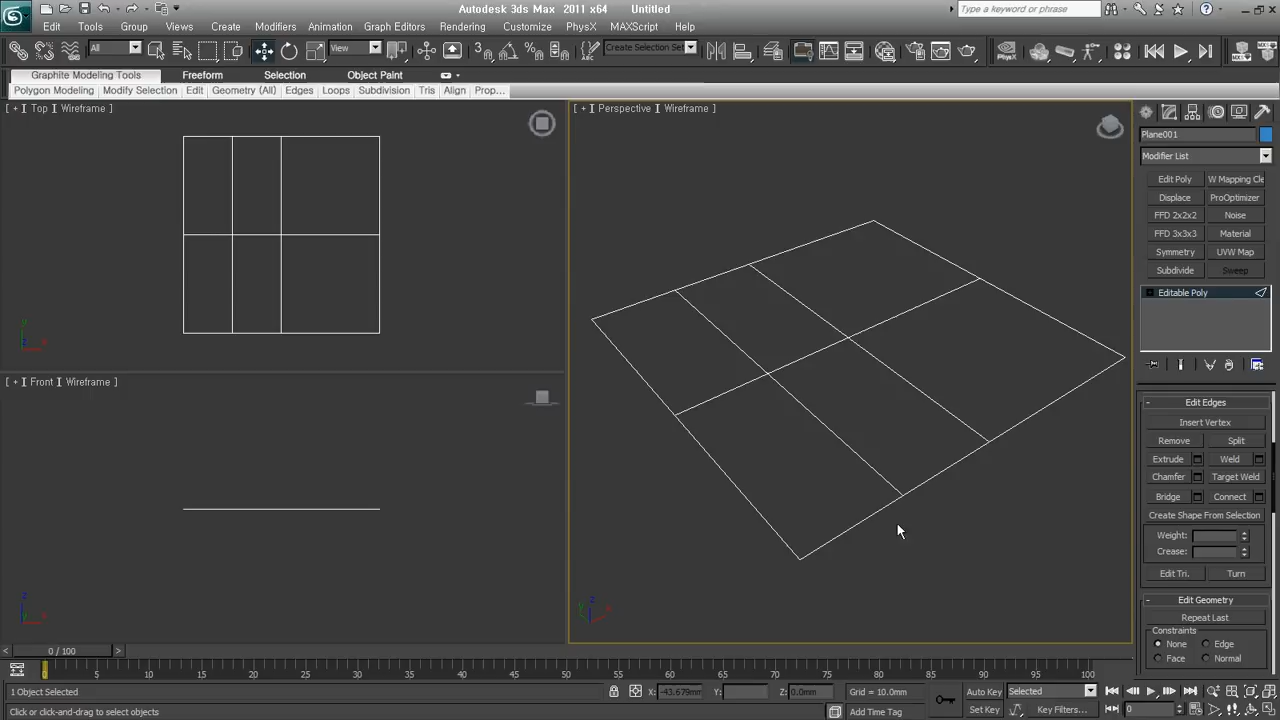 Autodesk 3ds Max 2011 x64 Untitled
Type a keyword or phrase
Edit Tools Group Views Create Modifiers Animation Graph Editors Rendering Customize PhysX MAXScript Help
All View Create Selection Set
Graphite Modeling Tools Freeform Selection Object Paint
Polygon Modeling Modify Selection Edit Geometry (All) Edges Loops Subdivision Tris Align Prop...
[ + ] Top ] Wireframe ]
[ + ] Perspective ] Wireframe ]
Plane001
Modifier List
Edit Poly W Mapping Cle
Displace ProOptimizer
FFD 2x2x2 Noise
FFD 3x3x3 Material
Symmetry UVW Map
Subdivide Sweep
Editable Poly
[ + ] Front ] Wireframe ]
Edit Edges
Insert Vertex
Remove Split
Extrude Weld
Chamfer Target Weld
Bridge Connect
Create Shape From Selection
Weight:
Crease:
Edit Tri. Turn
Edit Geometry
Repeat Last
Constraints
None Edge
Face Normal
< 0 / 100 >
0 5 10 15 20 25 30 35 40 45 50 55 60 65 70 75 80 85 90 95 100
1 Object Selected X: -43.679mm Y: Z: 0.0mm Grid = 10.0mm Auto Key Selected
Click or click-and-drag to select objects Add Time Tag Set Key Key Filters... 0